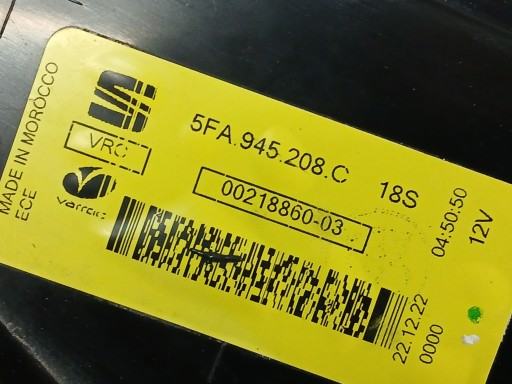 MADE IN MOROCCO
ECE
VRC
varroc
5FA.945.208.C
18S
00218860-03
04:50:50
12V
22.12.22
0000